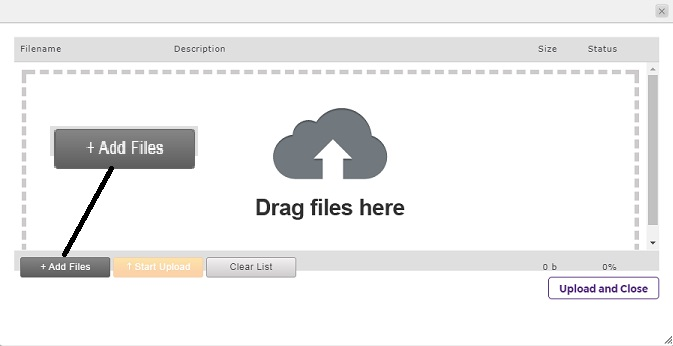 Filename Description Size Status
+ Add Files
Drag files here
+ Add Files ↑ Start Upload Clear List 0 b 0%
Upload and Close